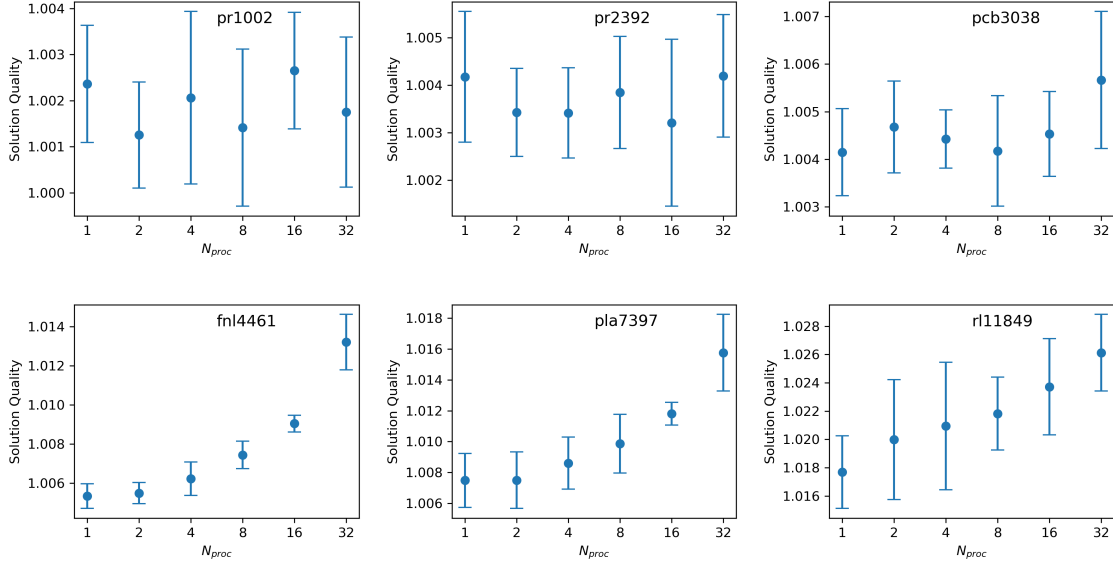 pr1002
Solution Quality
1.004
1.003
1.002
1.001
1.000
1 2 4 8 16 32
N_proc
pr2392
Solution Quality
1.005
1.004
1.003
1.002
1 2 4 8 16 32
N_proc
pcb3038
Solution Quality
1.007
1.006
1.005
1.004
1.003
1 2 4 8 16 32
N_proc
fnl4461
Solution Quality
1.014
1.012
1.010
1.008
1.006
1 2 4 8 16 32
N_proc
pla7397
Solution Quality
1.018
1.016
1.014
1.012
1.010
1.008
1.006
1 2 4 8 16 32
N_proc
rl11849
Solution Quality
1.028
1.026
1.024
1.022
1.020
1.018
1.016
1 2 4 8 16 32
N_proc